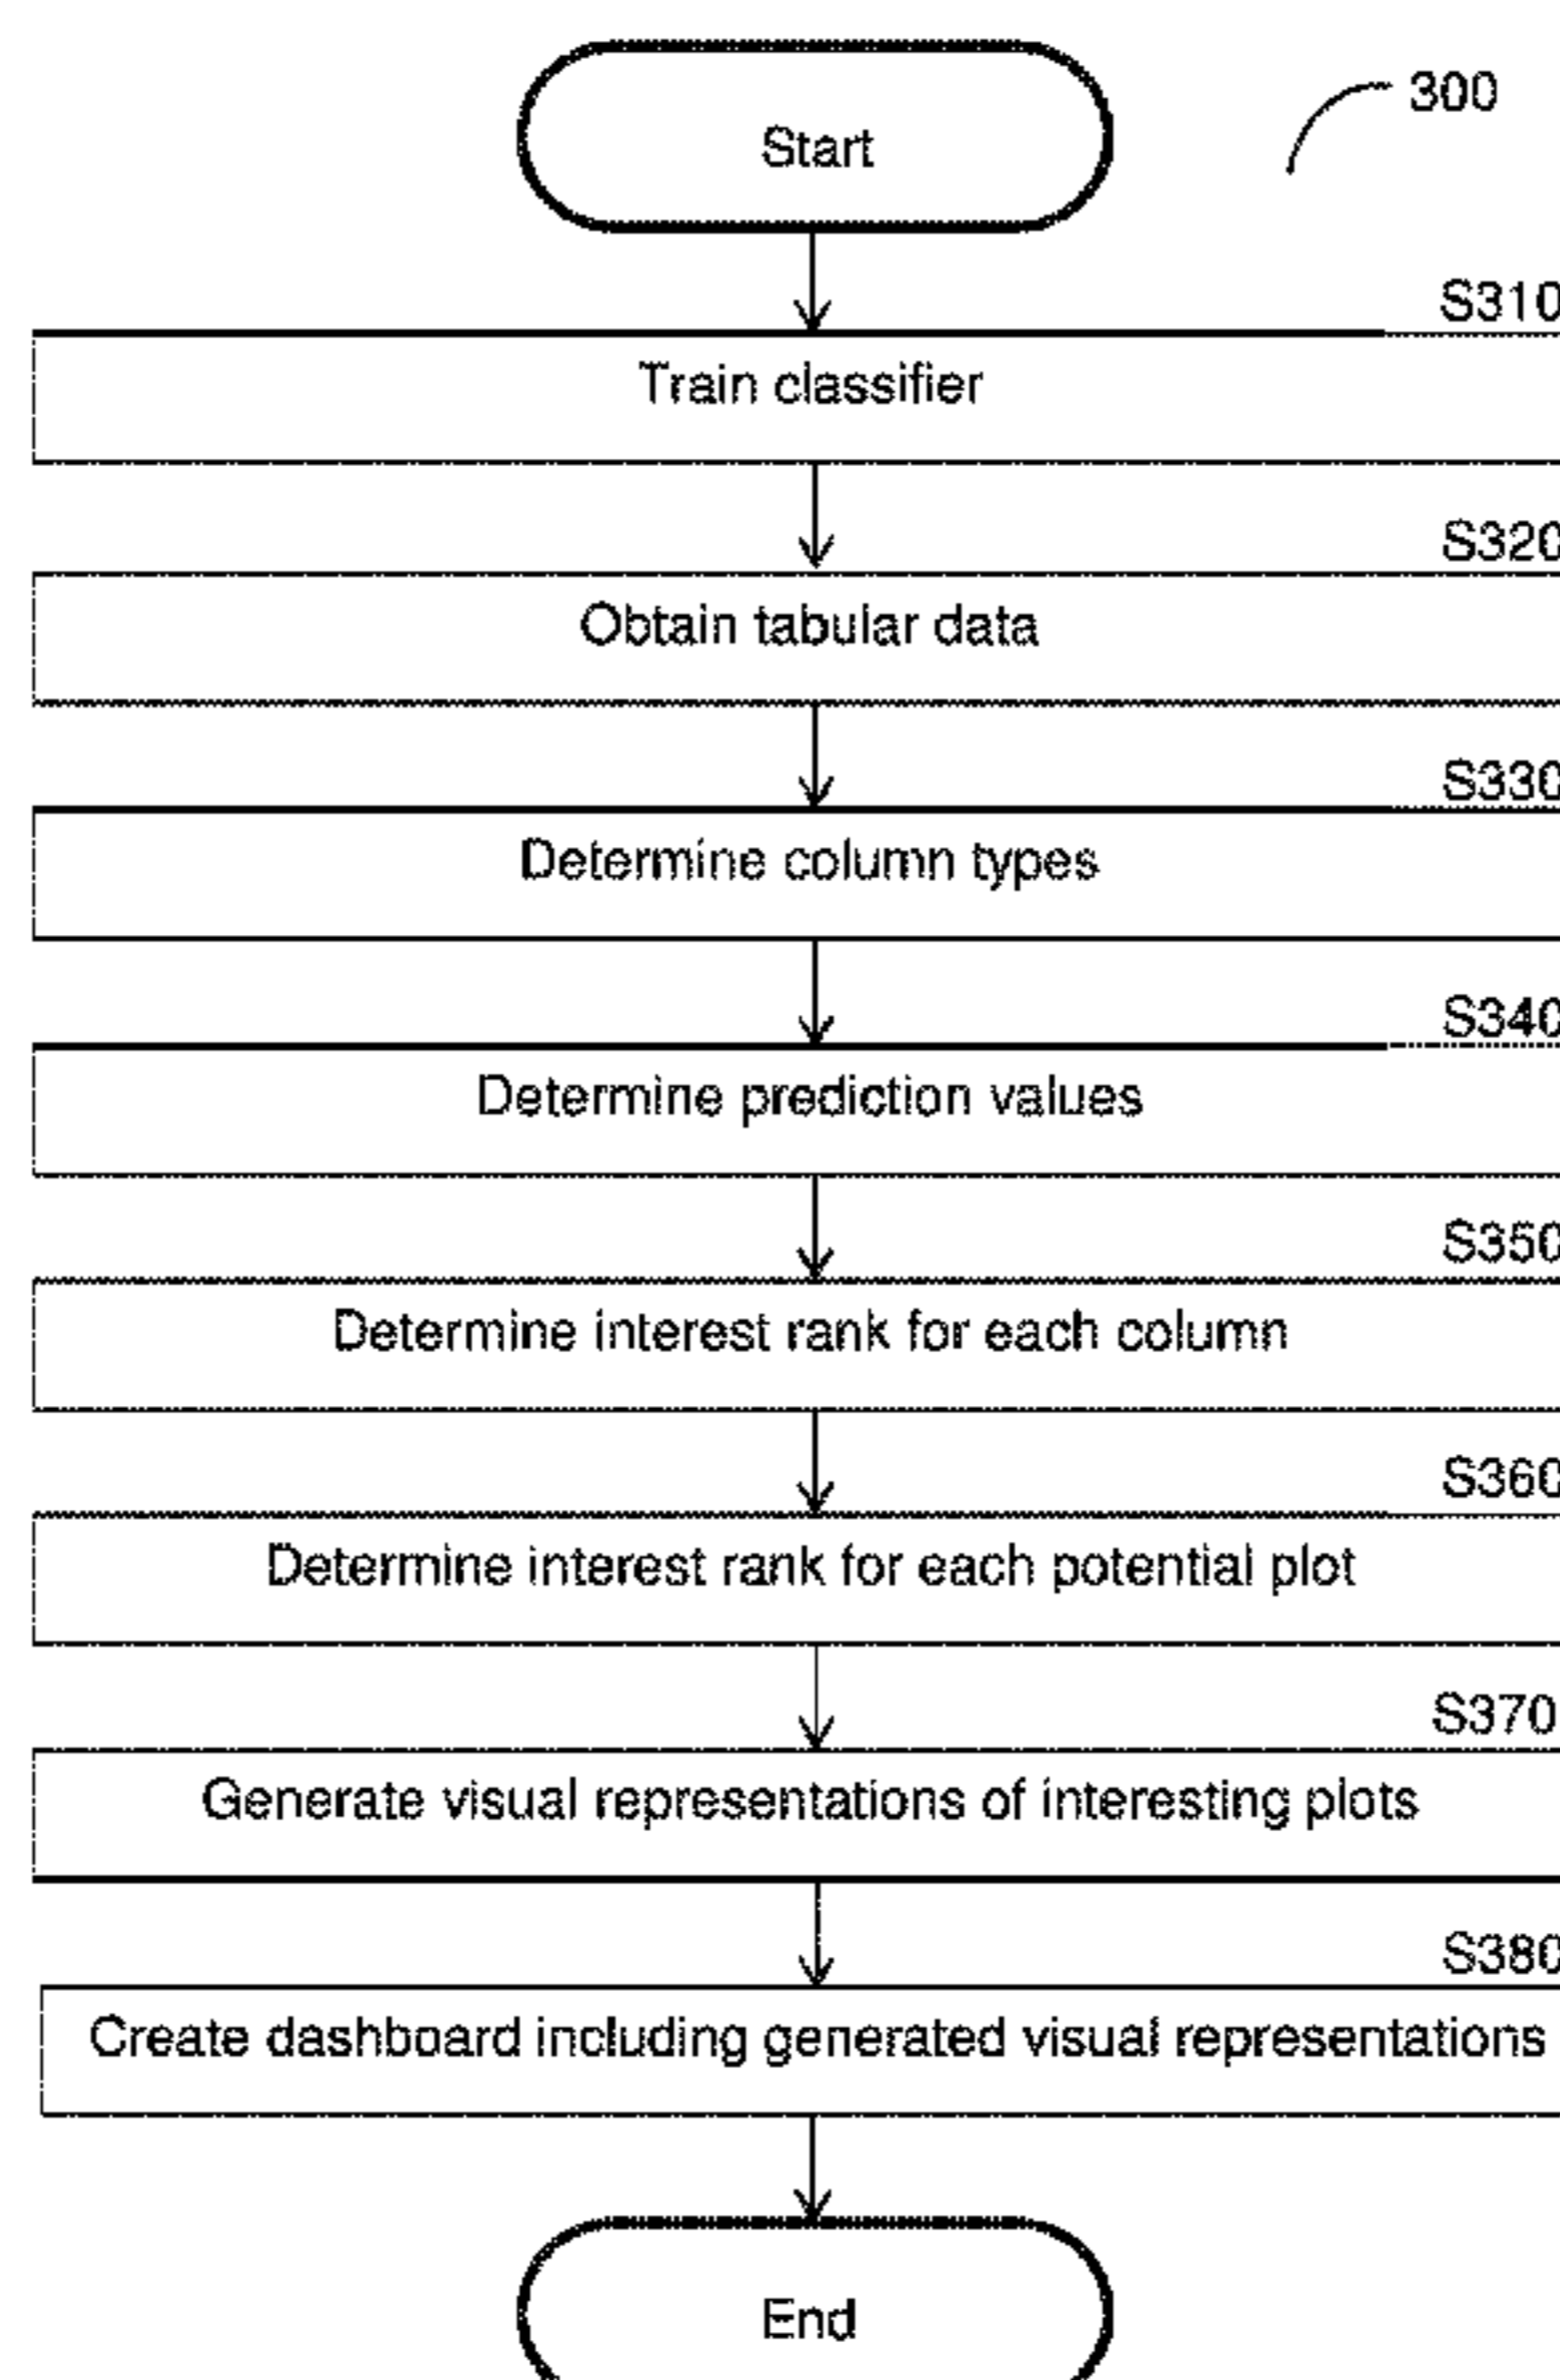 Start
300
S310
Train classifier
S320
Obtain tabular data
S330
Determine column types
S340
Determine prediction values
S350
Determine interest rank for each column
S360
Determine interest rank for each potential plot
S370
Generate visual representations of interesting plots
S380
Create dashboard including generated visual representations
End